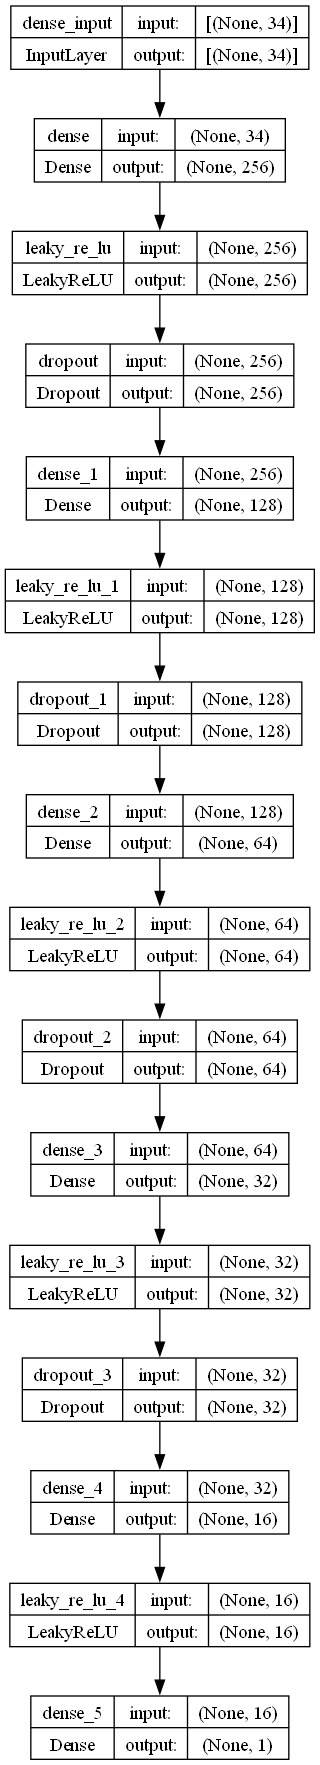 dense_input input: [(None, 34)]
InputLayer output: [(None, 34)]
dense input: (None, 34)
Dense output: (None, 256)
leaky_re_lu input: (None, 256)
LeakyReLU output: (None, 256)
dropout input: (None, 256)
Dropout output: (None, 256)
dense_1 input: (None, 256)
Dense output: (None, 128)
leaky_re_lu_1 input: (None, 128)
LeakyReLU output: (None, 128)
dropout_1 input: (None, 128)
Dropout output: (None, 128)
dense_2 input: (None, 128)
Dense output: (None, 64)
leaky_re_lu_2 input: (None, 64)
LeakyReLU output: (None, 64)
dropout_2 input: (None, 64)
Dropout output: (None, 64)
dense_3 input: (None, 64)
Dense output: (None, 32)
leaky_re_lu_3 input: (None, 32)
LeakyReLU output: (None, 32)
dropout_3 input: (None, 32)
Dropout output: (None, 32)
dense_4 input: (None, 32)
Dense output: (None, 16)
leaky_re_lu_4 input: (None, 16)
LeakyReLU output: (None, 16)
dense_5 input: (None, 16)
Dense output: (None, 1)